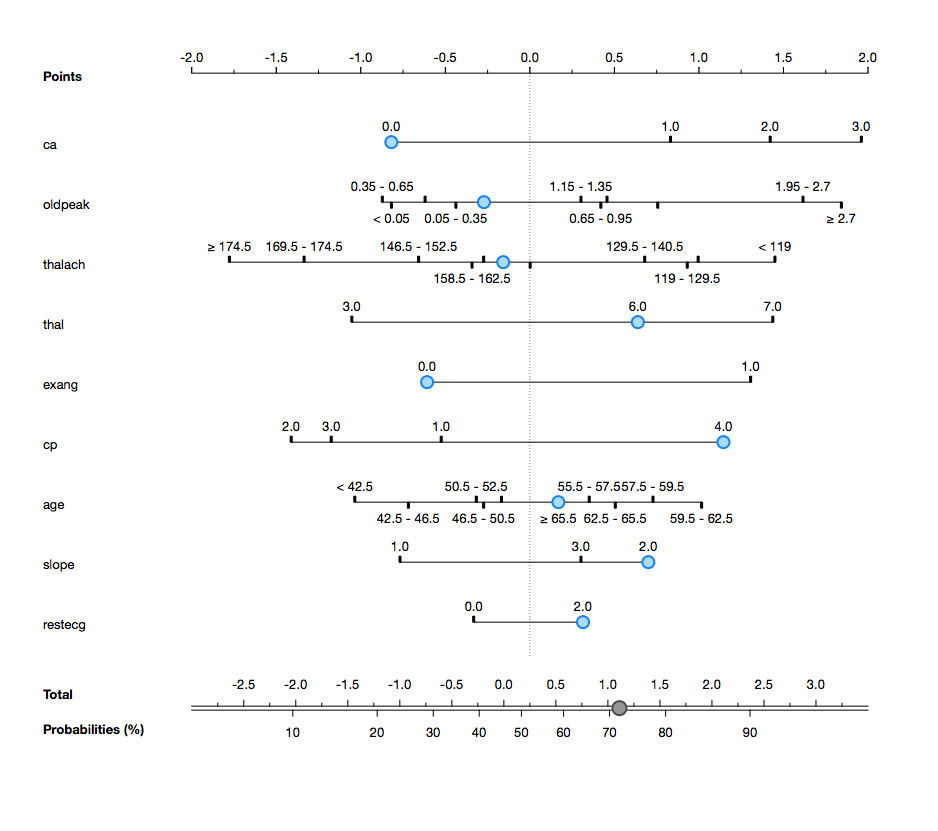 -2.0 -1.5 -1.0 -0.5 0.0 0.5 1.0 1.5 2.0
Points
0.0 1.0 2.0 3.0
ca
0.35 - 0.65 1.15 - 1.35 1.95 - 2.7
oldpeak
< 0.05 0.05 - 0.35 0.65 - 0.95 ≥ 2.7
≥ 174.5 169.5 - 174.5 146.5 - 152.5 129.5 - 140.5 < 119
thalach
158.5 - 162.5 119 - 129.5
3.0 6.0 7.0
thal
0.0 1.0
exang
2.0 3.0 1.0 4.0
cp
< 42.5 50.5 - 52.5 55.5 - 57.5 57.5 - 59.5
age
42.5 - 46.5 46.5 - 50.5 ≥ 65.5 62.5 - 65.5 59.5 - 62.5
1.0 3.0 2.0
slope
0.0 2.0
restecg
-2.5 -2.0 -1.5 -1.0 -0.5 0.0 0.5 1.0 1.5 2.0 2.5 3.0
Total
Probabilities (%)
10 20 30 40 50 60 70 80 90